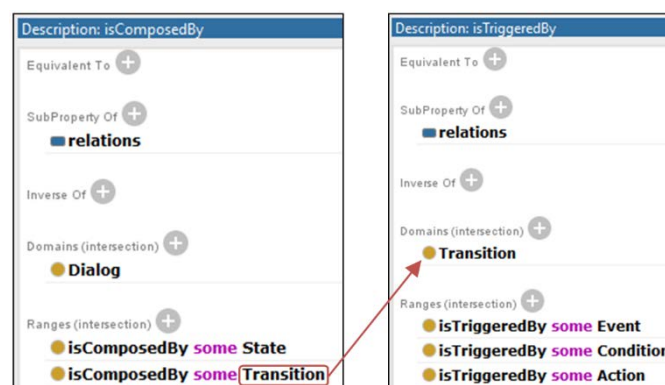 Description: isComposedBy
Equivalent To
SubProperty Of
relations
Inverse Of
Domains (intersection)
Dialog
Ranges (intersection)
isComposedBy some State
isComposedBy some Transition
Description: isTriggeredBy
Equivalent To
SubProperty Of
relations
Inverse Of
Domains (intersection)
Transition
Ranges (intersection)
isTriggeredBy some Event
isTriggeredBy some Condition
isTriggeredBy some Action